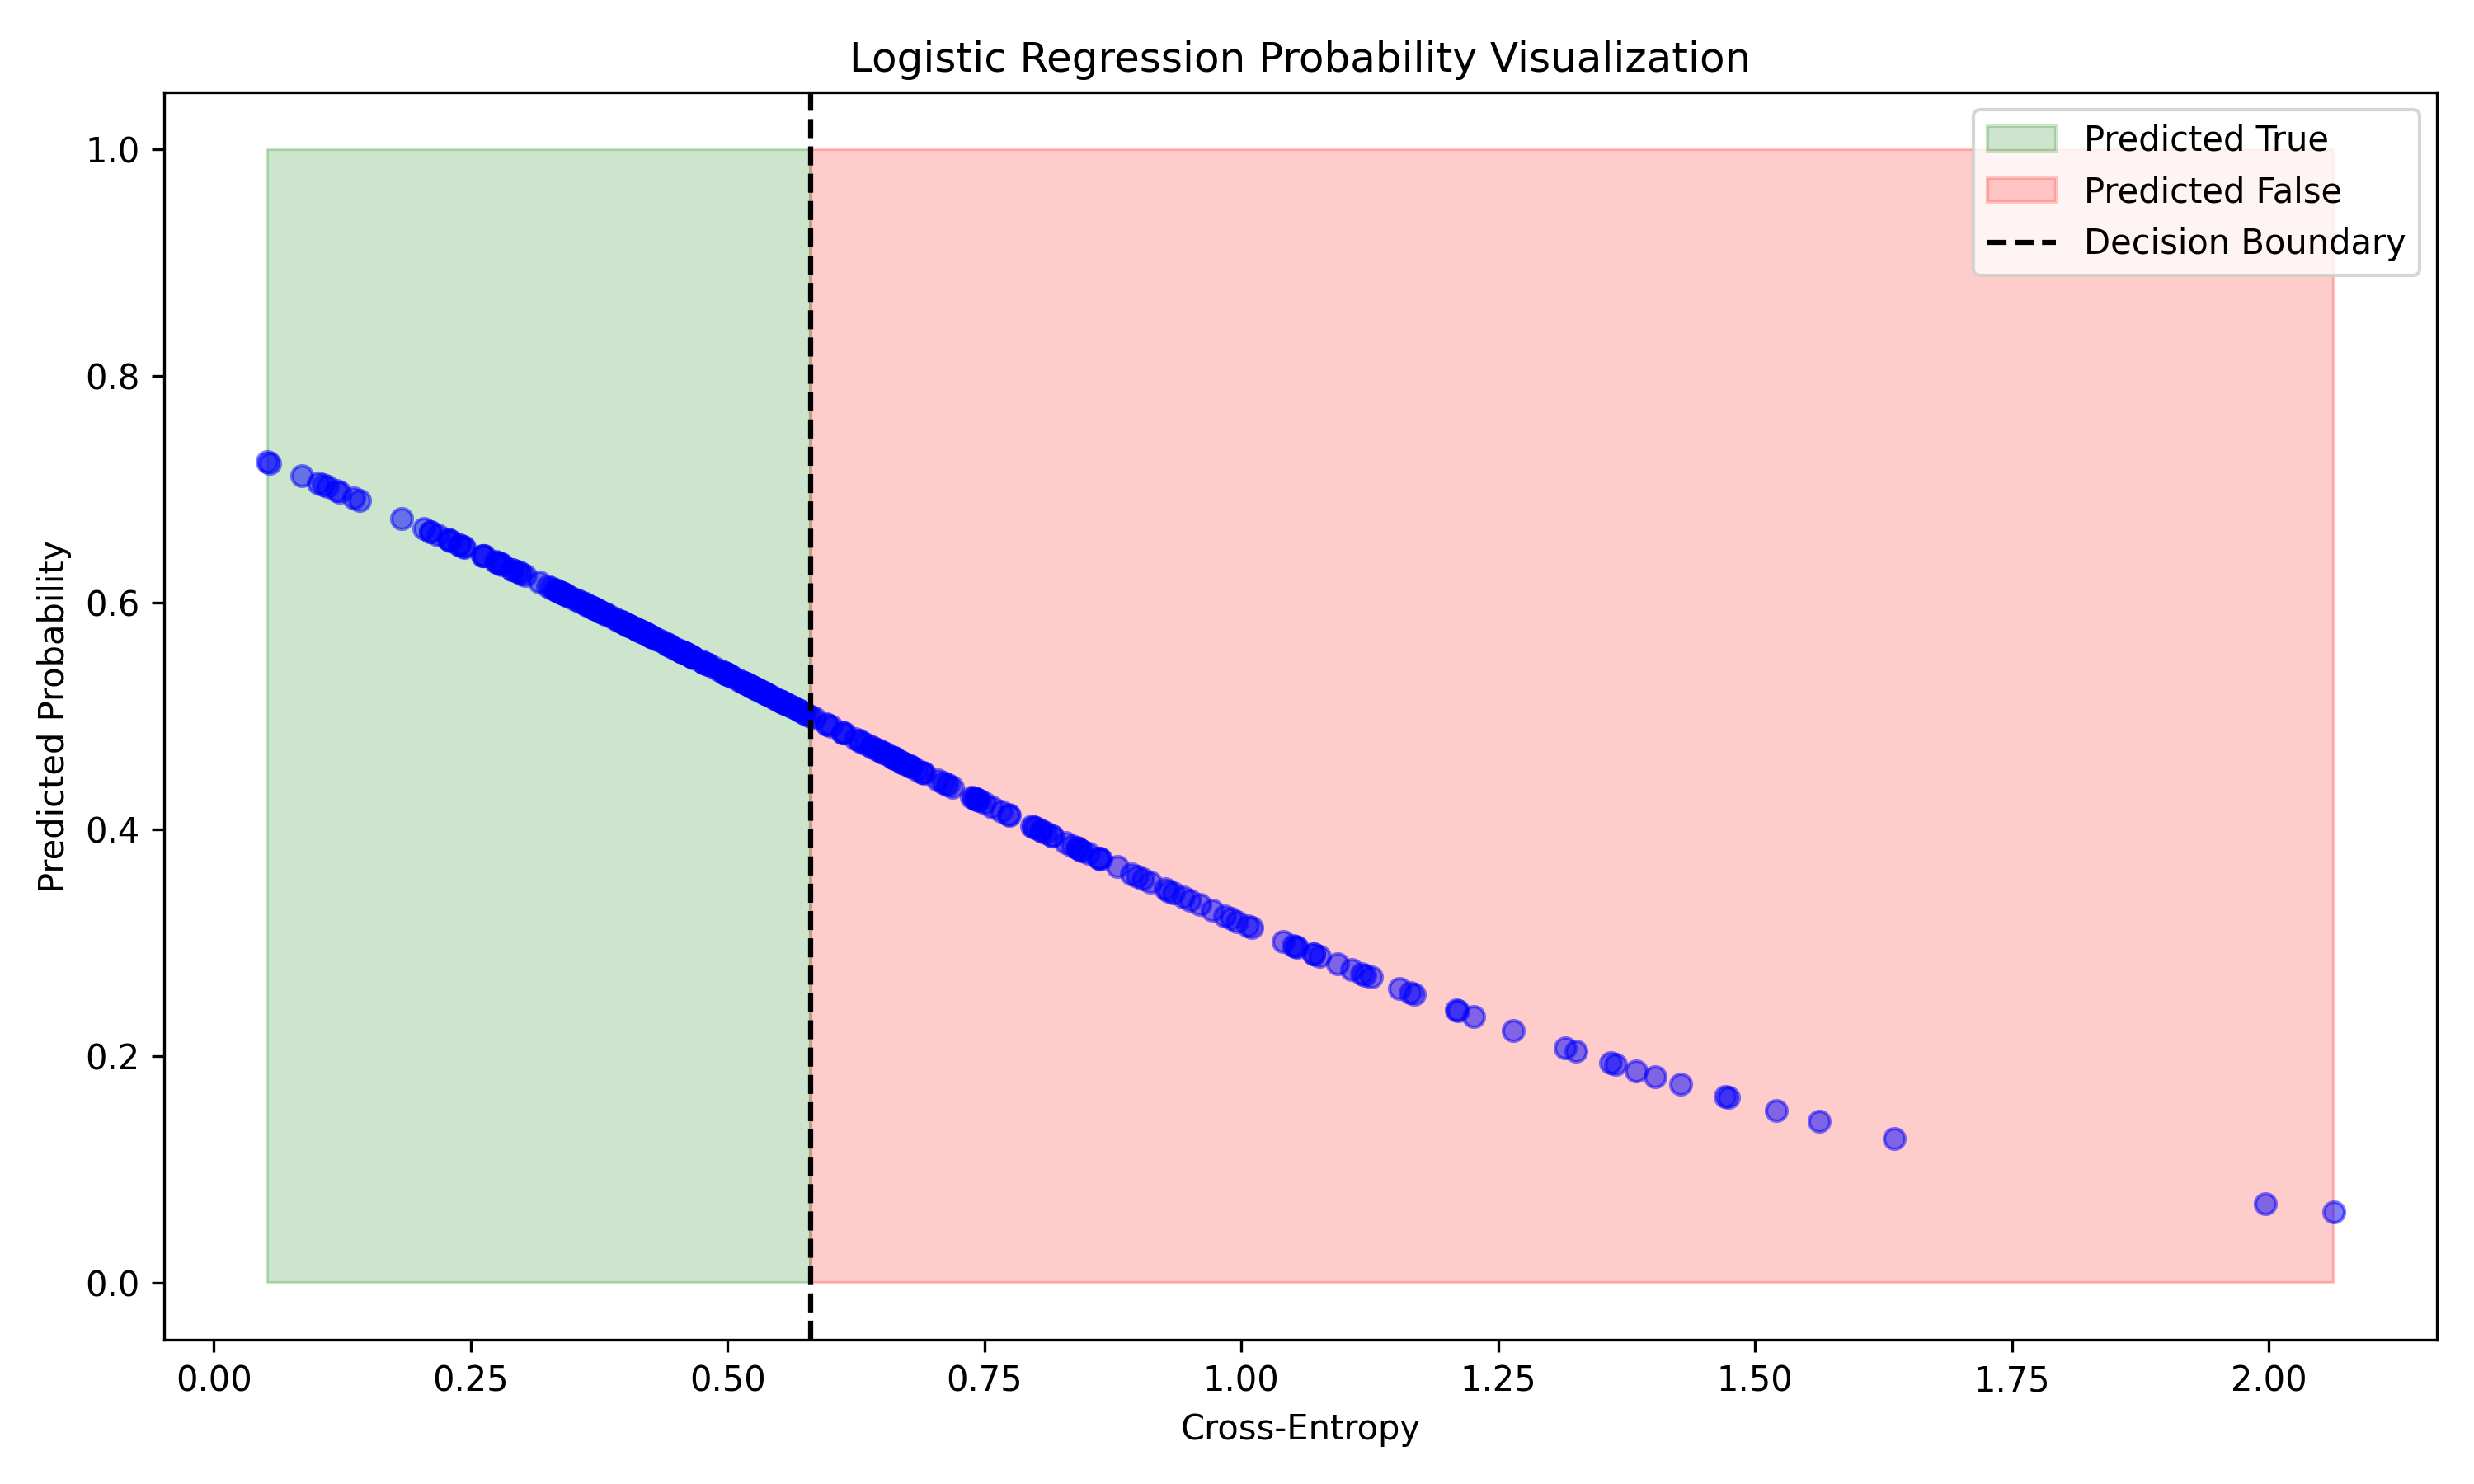 Logistic Regression Probability Visualization
Predicted True
Predicted False
Decision Boundary
Predicted Probability
1.0
0.8
0.6
0.4
0.2
0.0
0.00 0.25 0.50 0.75 1.00 1.25 1.50 1.75 2.00
Cross-Entropy